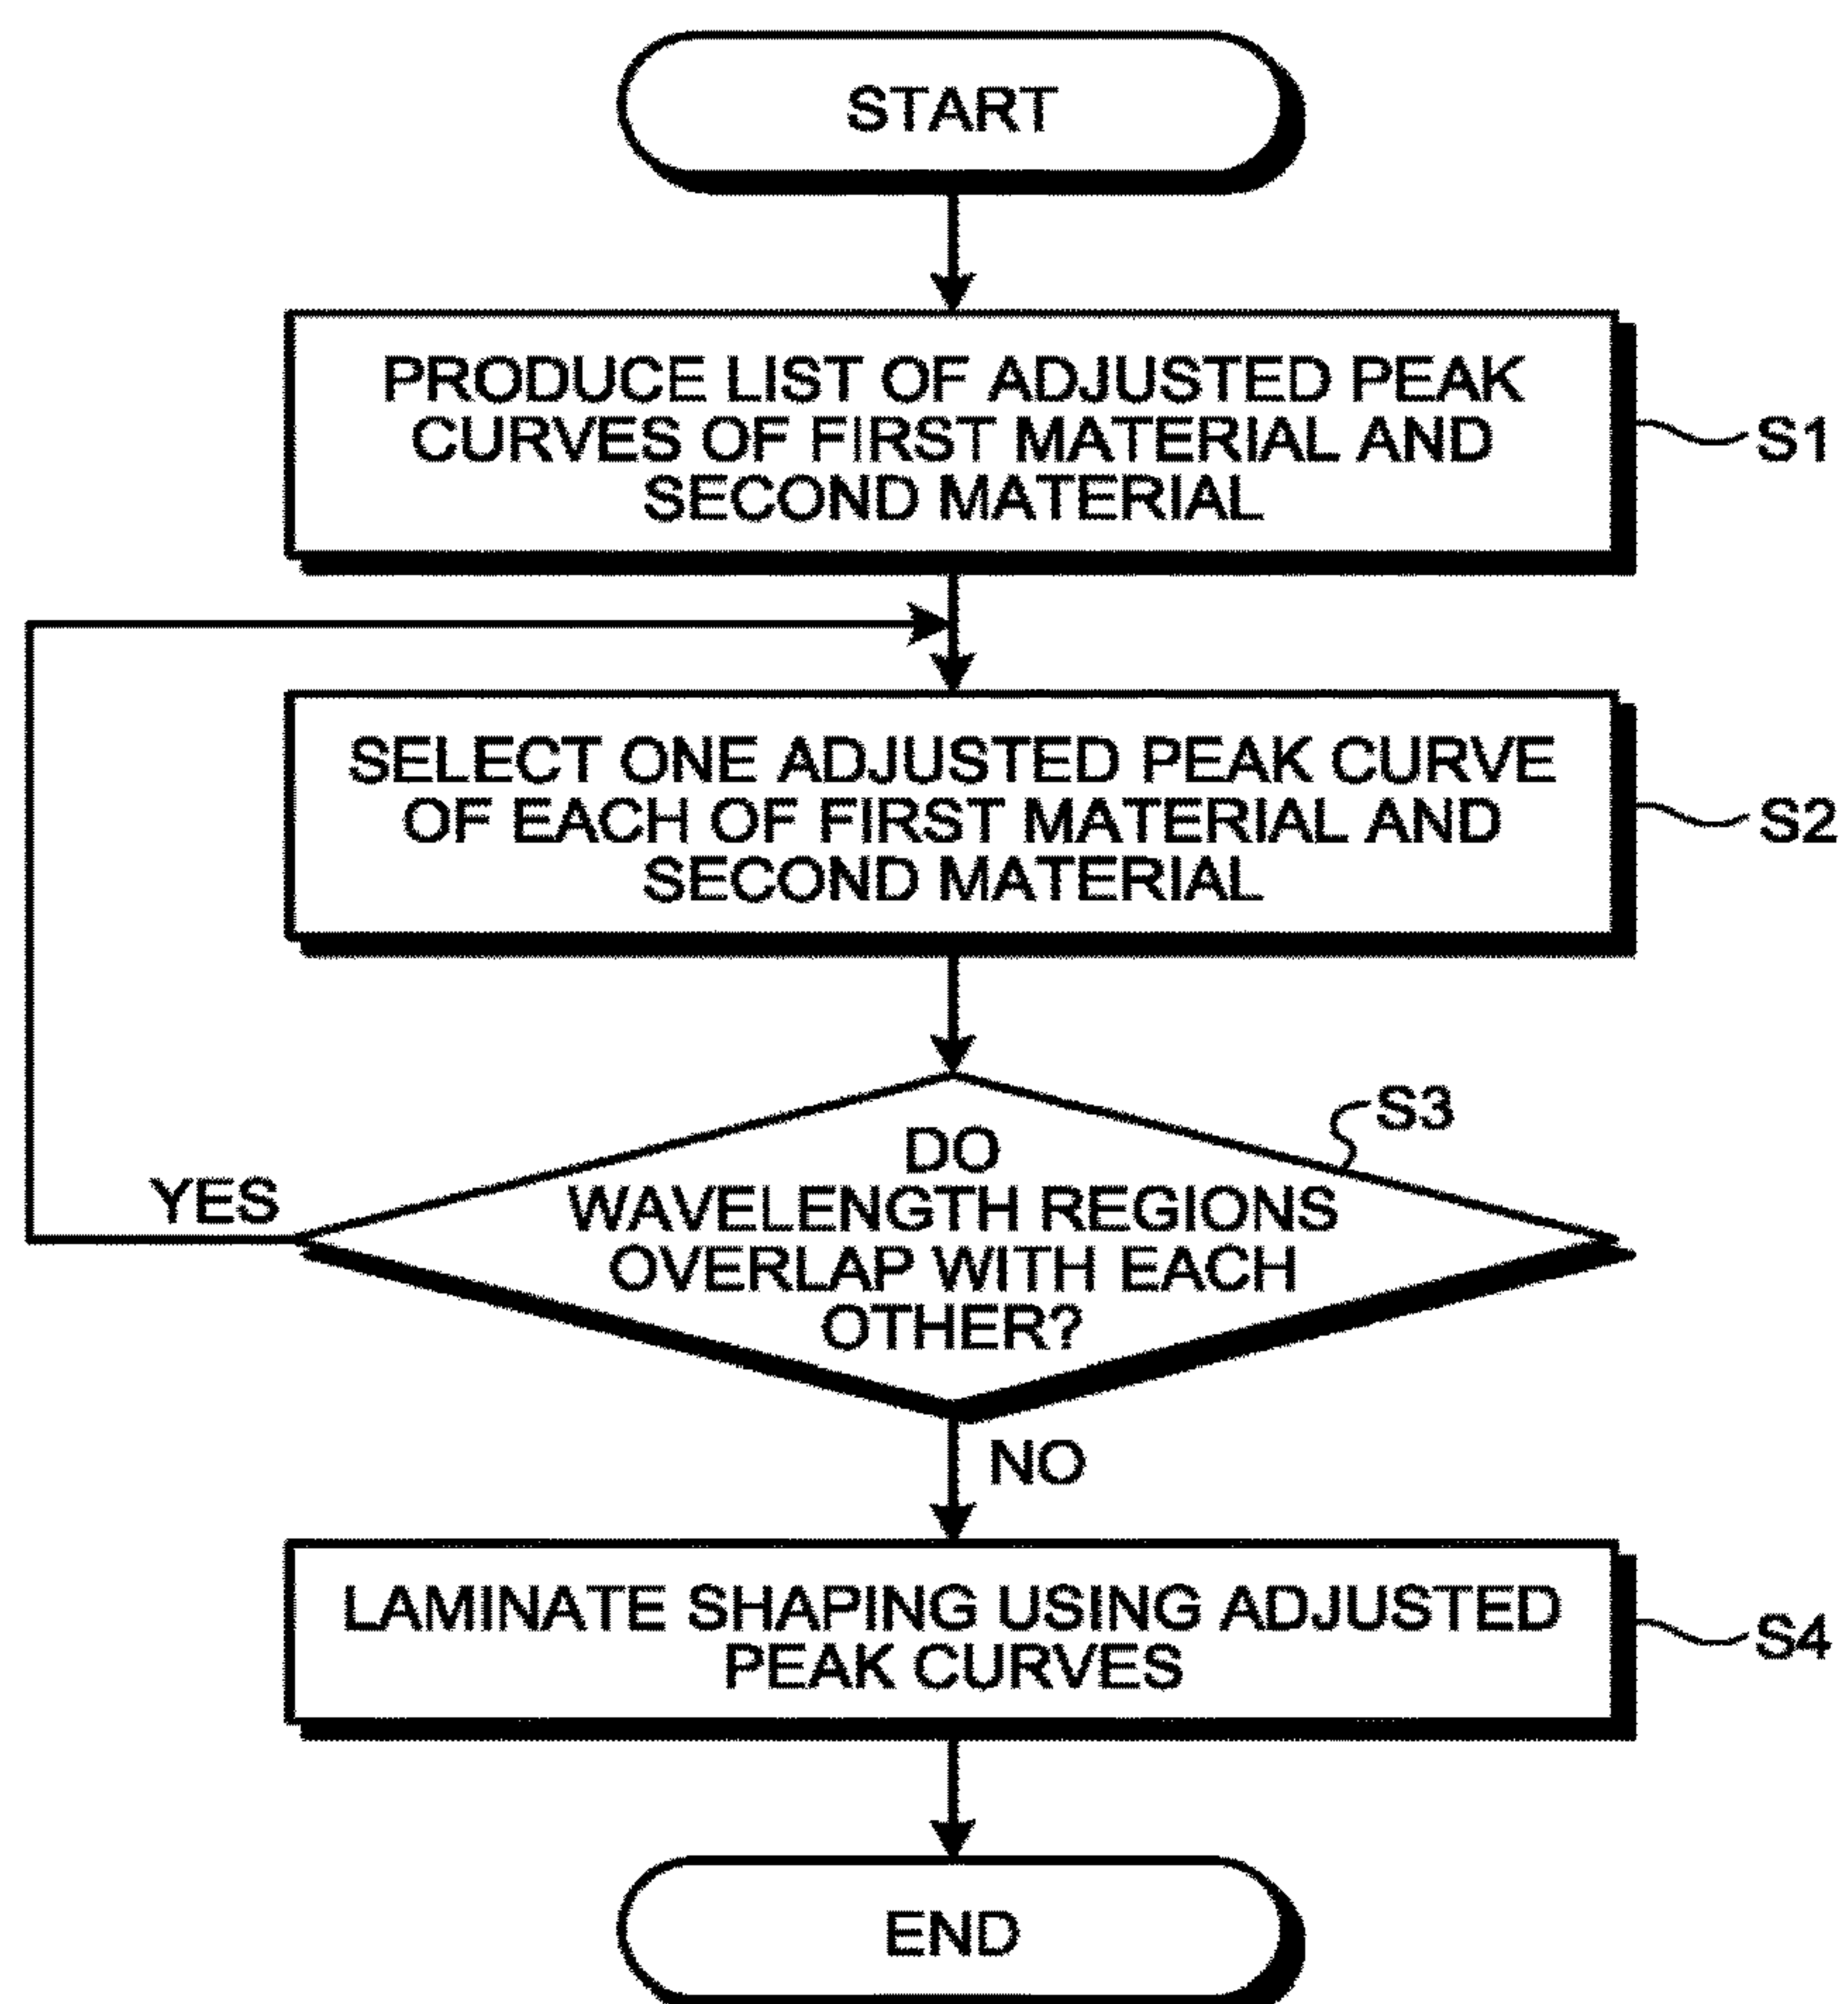 START
PRODUCE LIST OF ADJUSTED PEAK
CURVES OF FIRST MATERIAL AND
SECOND MATERIAL
S1
SELECT ONE ADJUSTED PEAK CURVE
OF EACH OF FIRST MATERIAL AND
SECOND MATERIAL
S2
S3
DO
WAVELENGTH REGIONS
OVERLAP WITH EACH
OTHER?
YES
NO
LAMINATE SHAPING USING ADJUSTED
PEAK CURVES
S4
END